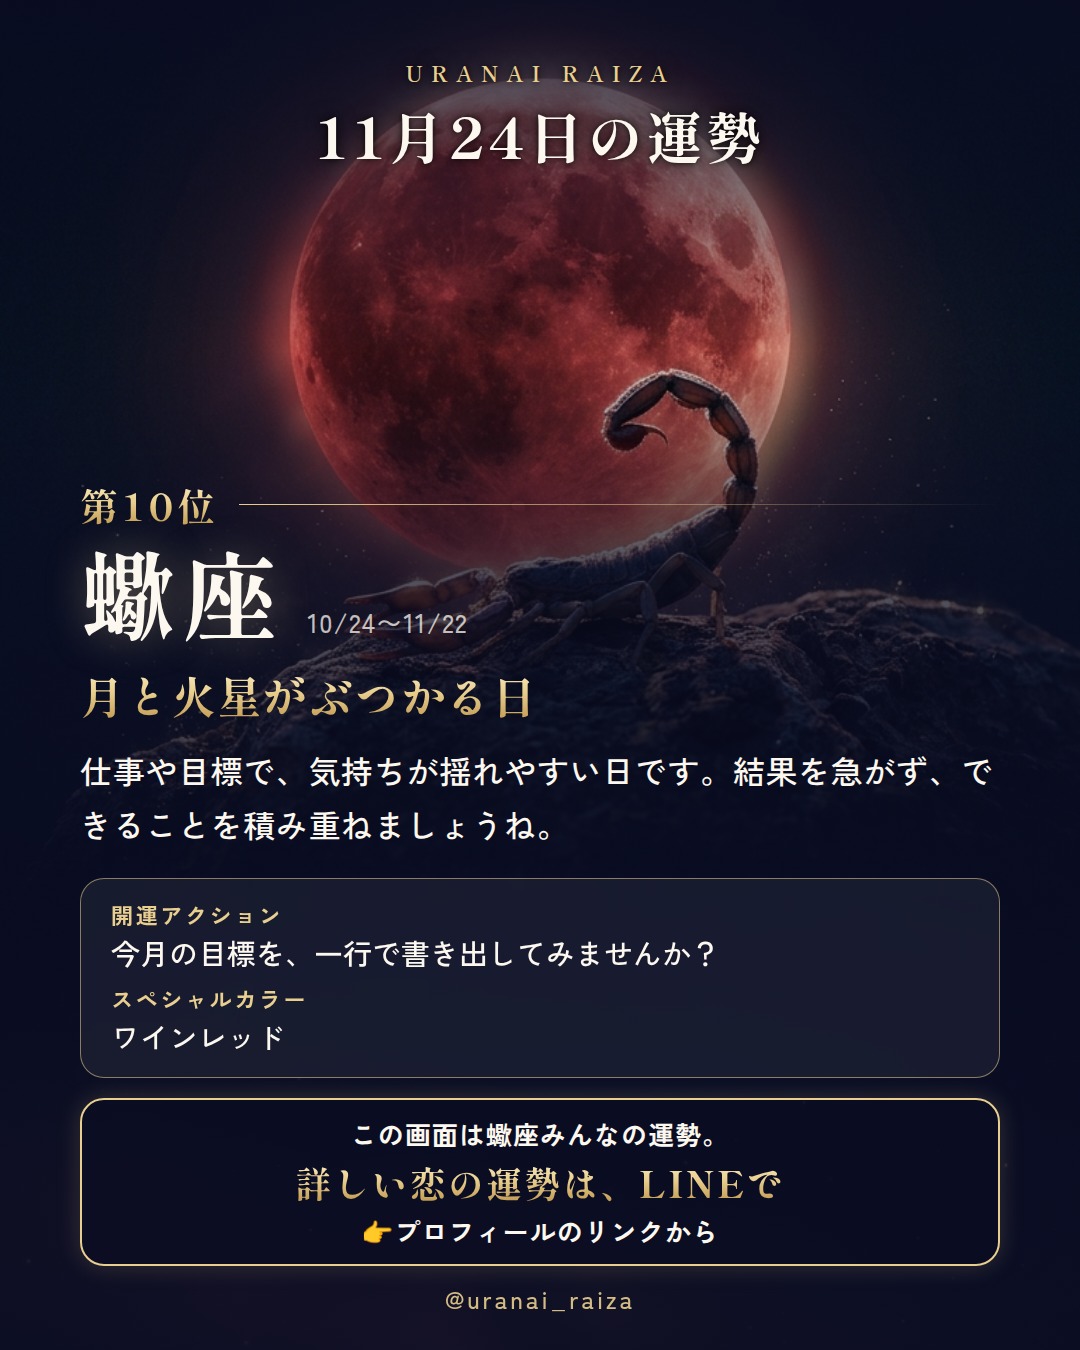 URANAI RAIZA
11月24日の運勢
第10位
蠍座 10/24〜11/22
月と火星がぶつかる日
仕事や目標で、気持ちが揺れやすい日です。結果を急がず、で
きることを積み重ねましょうね。
開運アクション
今月の目標を、一行で書き出してみませんか？
スペシャルカラー
ワインレッド
この画面は蠍座みんなの運勢。
詳しい恋の運勢は、LINEで
👉プロフィールのリンクから
@uranai_raiza